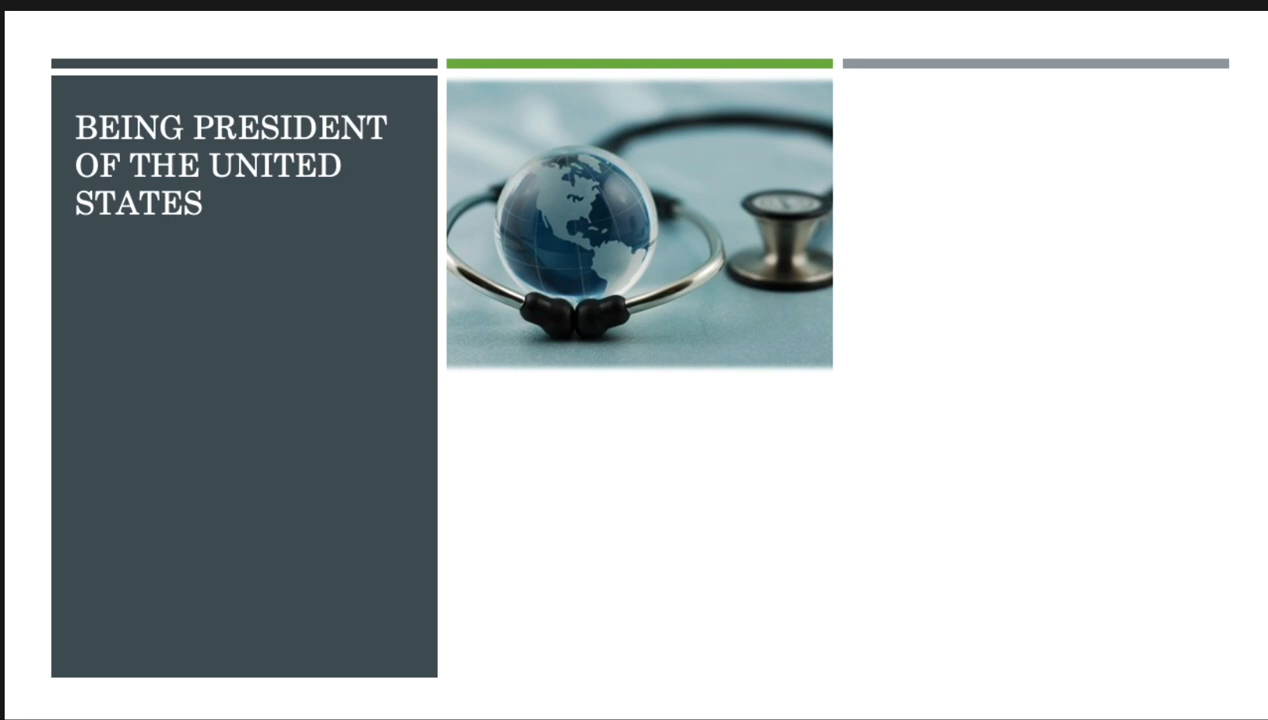 BEING PRESIDENT
OF THE UNITED
STATES